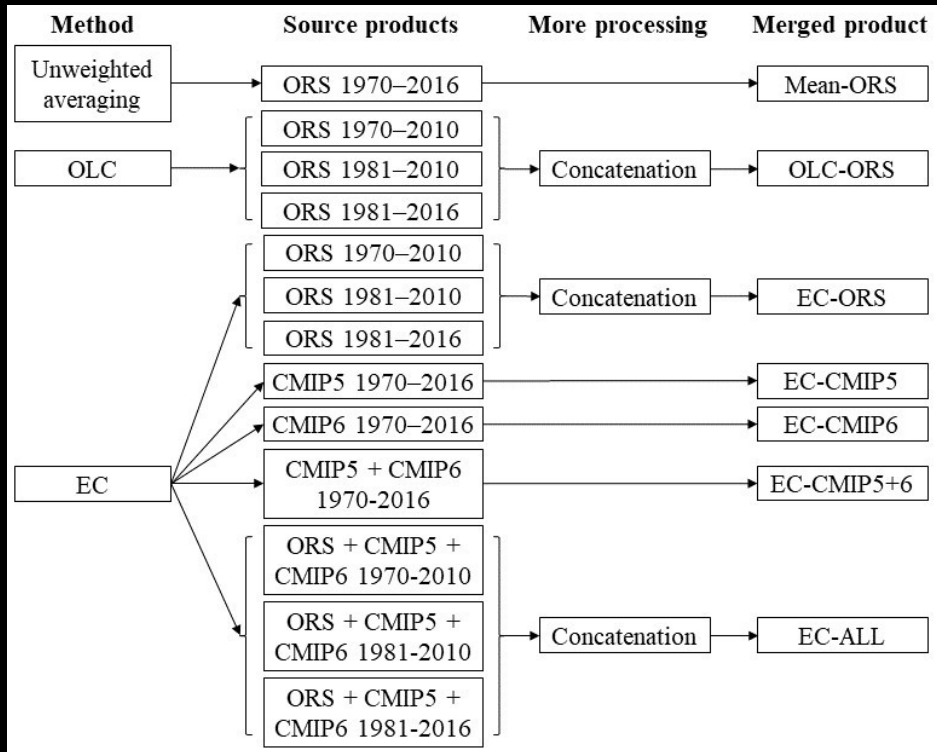 Method Source products More processing Merged product
Unweighted
averaging
ORS 1970–2016
Mean-ORS
OLC
ORS 1970–2010
ORS 1981–2010
ORS 1981–2016
Concatenation
OLC-ORS
EC
ORS 1970–2010
ORS 1981–2010
ORS 1981–2016
Concatenation
EC-ORS
CMIP5 1970–2016
EC-CMIP5
CMIP6 1970–2016
EC-CMIP6
CMIP5 + CMIP6
1970-2016
EC-CMIP5+6
ORS + CMIP5 +
CMIP6 1970-2010
ORS + CMIP5 +
CMIP6 1981-2010
ORS + CMIP5 +
CMIP6 1981-2016
Concatenation
EC-ALL